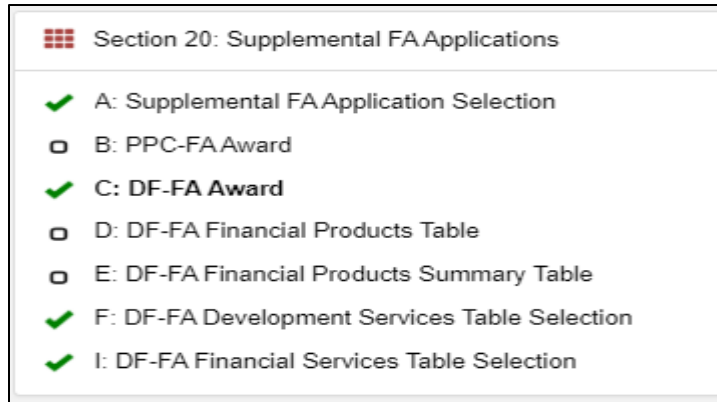 Section 20: Supplemental FA Applications
A: Supplemental FA Application Selection
B: PPC-FA Award
C: DF-FA Award
D: DF-FA Financial Products Table
E: DF-FA Financial Products Summary Table
F: DF-FA Development Services Table Selection
I: DF-FA Financial Services Table Selection